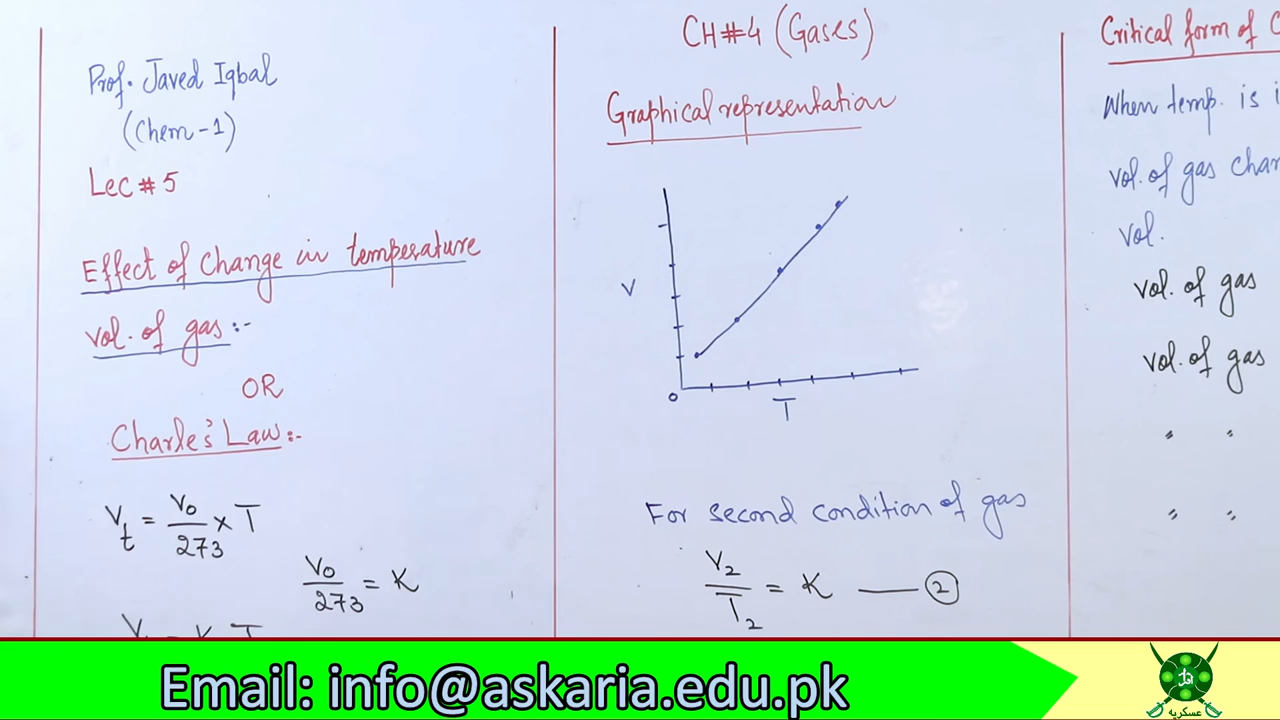 Prof. Javed Iqbal
(Chem-1)
Lec # 5
Effect of Change in temperature
vol. of gas:-
OR
Charle's Law:-
Vt = V0/273 × T
V0/273 = K
CH#4 (Gases)
Graphical representation
V
0
T
For second condition of gas
V2/T2 = K —— ②
Critical form of C
When temp. is i
vol. of gas chan
vol.
vol. of gas
vol. of gas
〃 〃
〃 〃
Email: info@askaria.edu.pk
عسکریہ